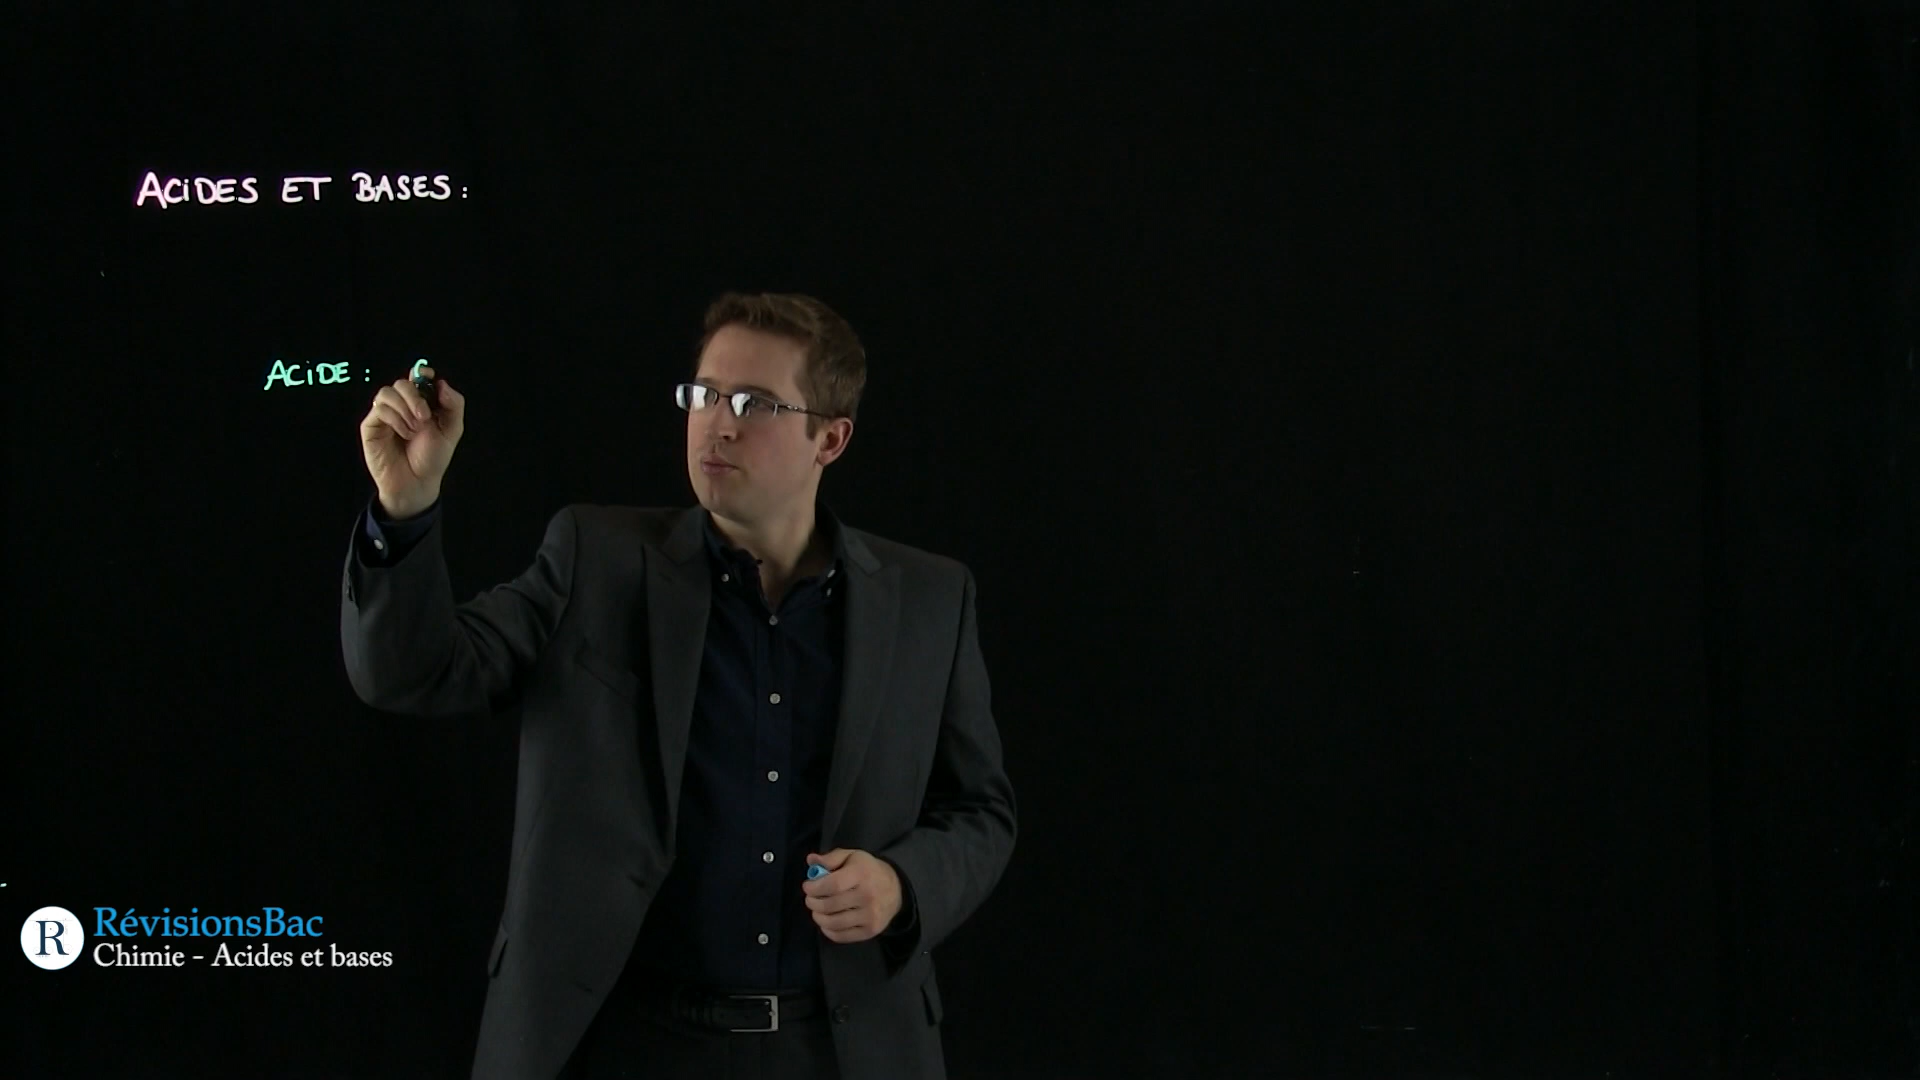 ACiDES ET BASES :
ACiDE :
R RévisionsBac
Chimie - Acides et bases